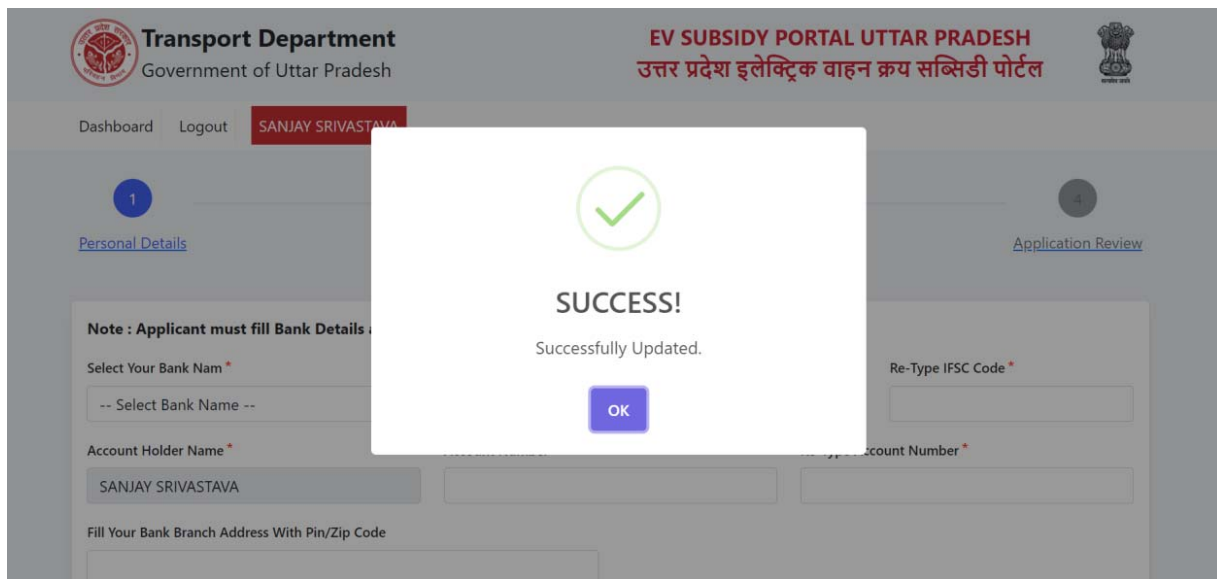 Transport Department
Government of Uttar Pradesh
EV SUBSIDY PORTAL UTTAR PRADESH
उत्तर प्रदेश इलेक्ट्रिक वाहन क्रय सब्सिडी पोर्टल
Dashboard Logout SANJAY SRIVASTAVA
1
4
Personal Details
Application Review
SUCCESS!
Successfully Updated.
OK
Note : Applicant must fill Bank Details
Select Your Bank Nam *
Re-Type IFSC Code *
-- Select Bank Name --
Account Holder Name *
Account Number *
SANJAY SRIVASTAVA
Fill Your Bank Branch Address With Pin/Zip Code